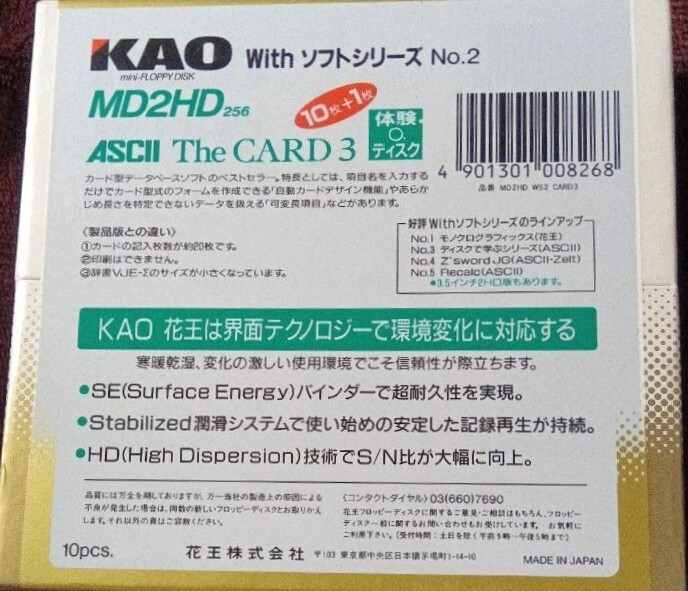 KAO With ソフトシリーズ No.2
mini-FLOPPY DISK
MD2HD 256
10枚+1枚
体験。
ディスク
ASCII The CARD 3
カード型データベースソフトのベストセラー。特長としては、項目名を入力する
だけでカード型式のフォームを作成できる「自動カードデザイン機能」やあらか
じめ長さを特定できないデータを扱える「可変長項目」などがあります。
4 901301 008268
品番 MD2HD WS2 CARD3
〈製品版との違い〉
①カードの記入枚数が約20枚です。
②印刷はできません。
③辞書VJE-Σのサイズが小さくなっています。
好評Withソフトシリーズのラインアップ
No.1 モノクログラフィックス(花王)
No.3 ディスクで学ぶシリーズ(ASCII)
No.4 Z'sword JG(ASCII-Zeit)
No.5 Recalc(ASCII)
●3.5インチ2HD版もあります。
KAO 花王は界面テクノロジーで環境変化に対応する
寒暖乾湿、変化の激しい使用環境でこそ信頼性が際立ちます。
●SE(Surface Energy)バインダーで超耐久性を実現。
●Stabilized潤滑システムで使い始めの安定した記録再生が持続。
●HD(High Dispersion)技術でS/N比が大幅に向上。
品質には万全を期しておりますが、万一当社の製造上の原因による
不良が発生した場合は、同数の新しいフロッピーディスクとお取りかえ
します。それ以外の責はご容赦ください。
〈コンタクトダイヤル〉03(660)7690
花王フロッピーディスクに関するご意見・ご相談はもちろん、フロッピー
ディスク一般に関するお問い合わせもお受けしています。お気軽に
ご利用下さい。(受付時間:土日を除く午前9時〜午後5時まで)
10pcs.
花王株式会社 〒103 東京都中央区日本橋茅場町1-14-10
MADE IN JAPAN